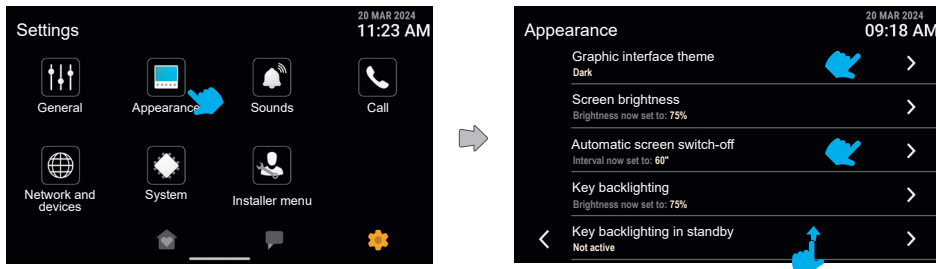 Settings
20 MAR 2024
11:23 AM
General
Appearance
Sounds
Call
Network and
devices
System
Installer menu
Appearance
20 MAR 2024
09:18 AM
Graphic interface theme
Dark
Screen brightness
Brightness now set to: 75%
Automatic screen switch-off
Interval now set to: 60"
Key backlighting
Brightness now set to: 75%
Key backlighting in standby
Not active